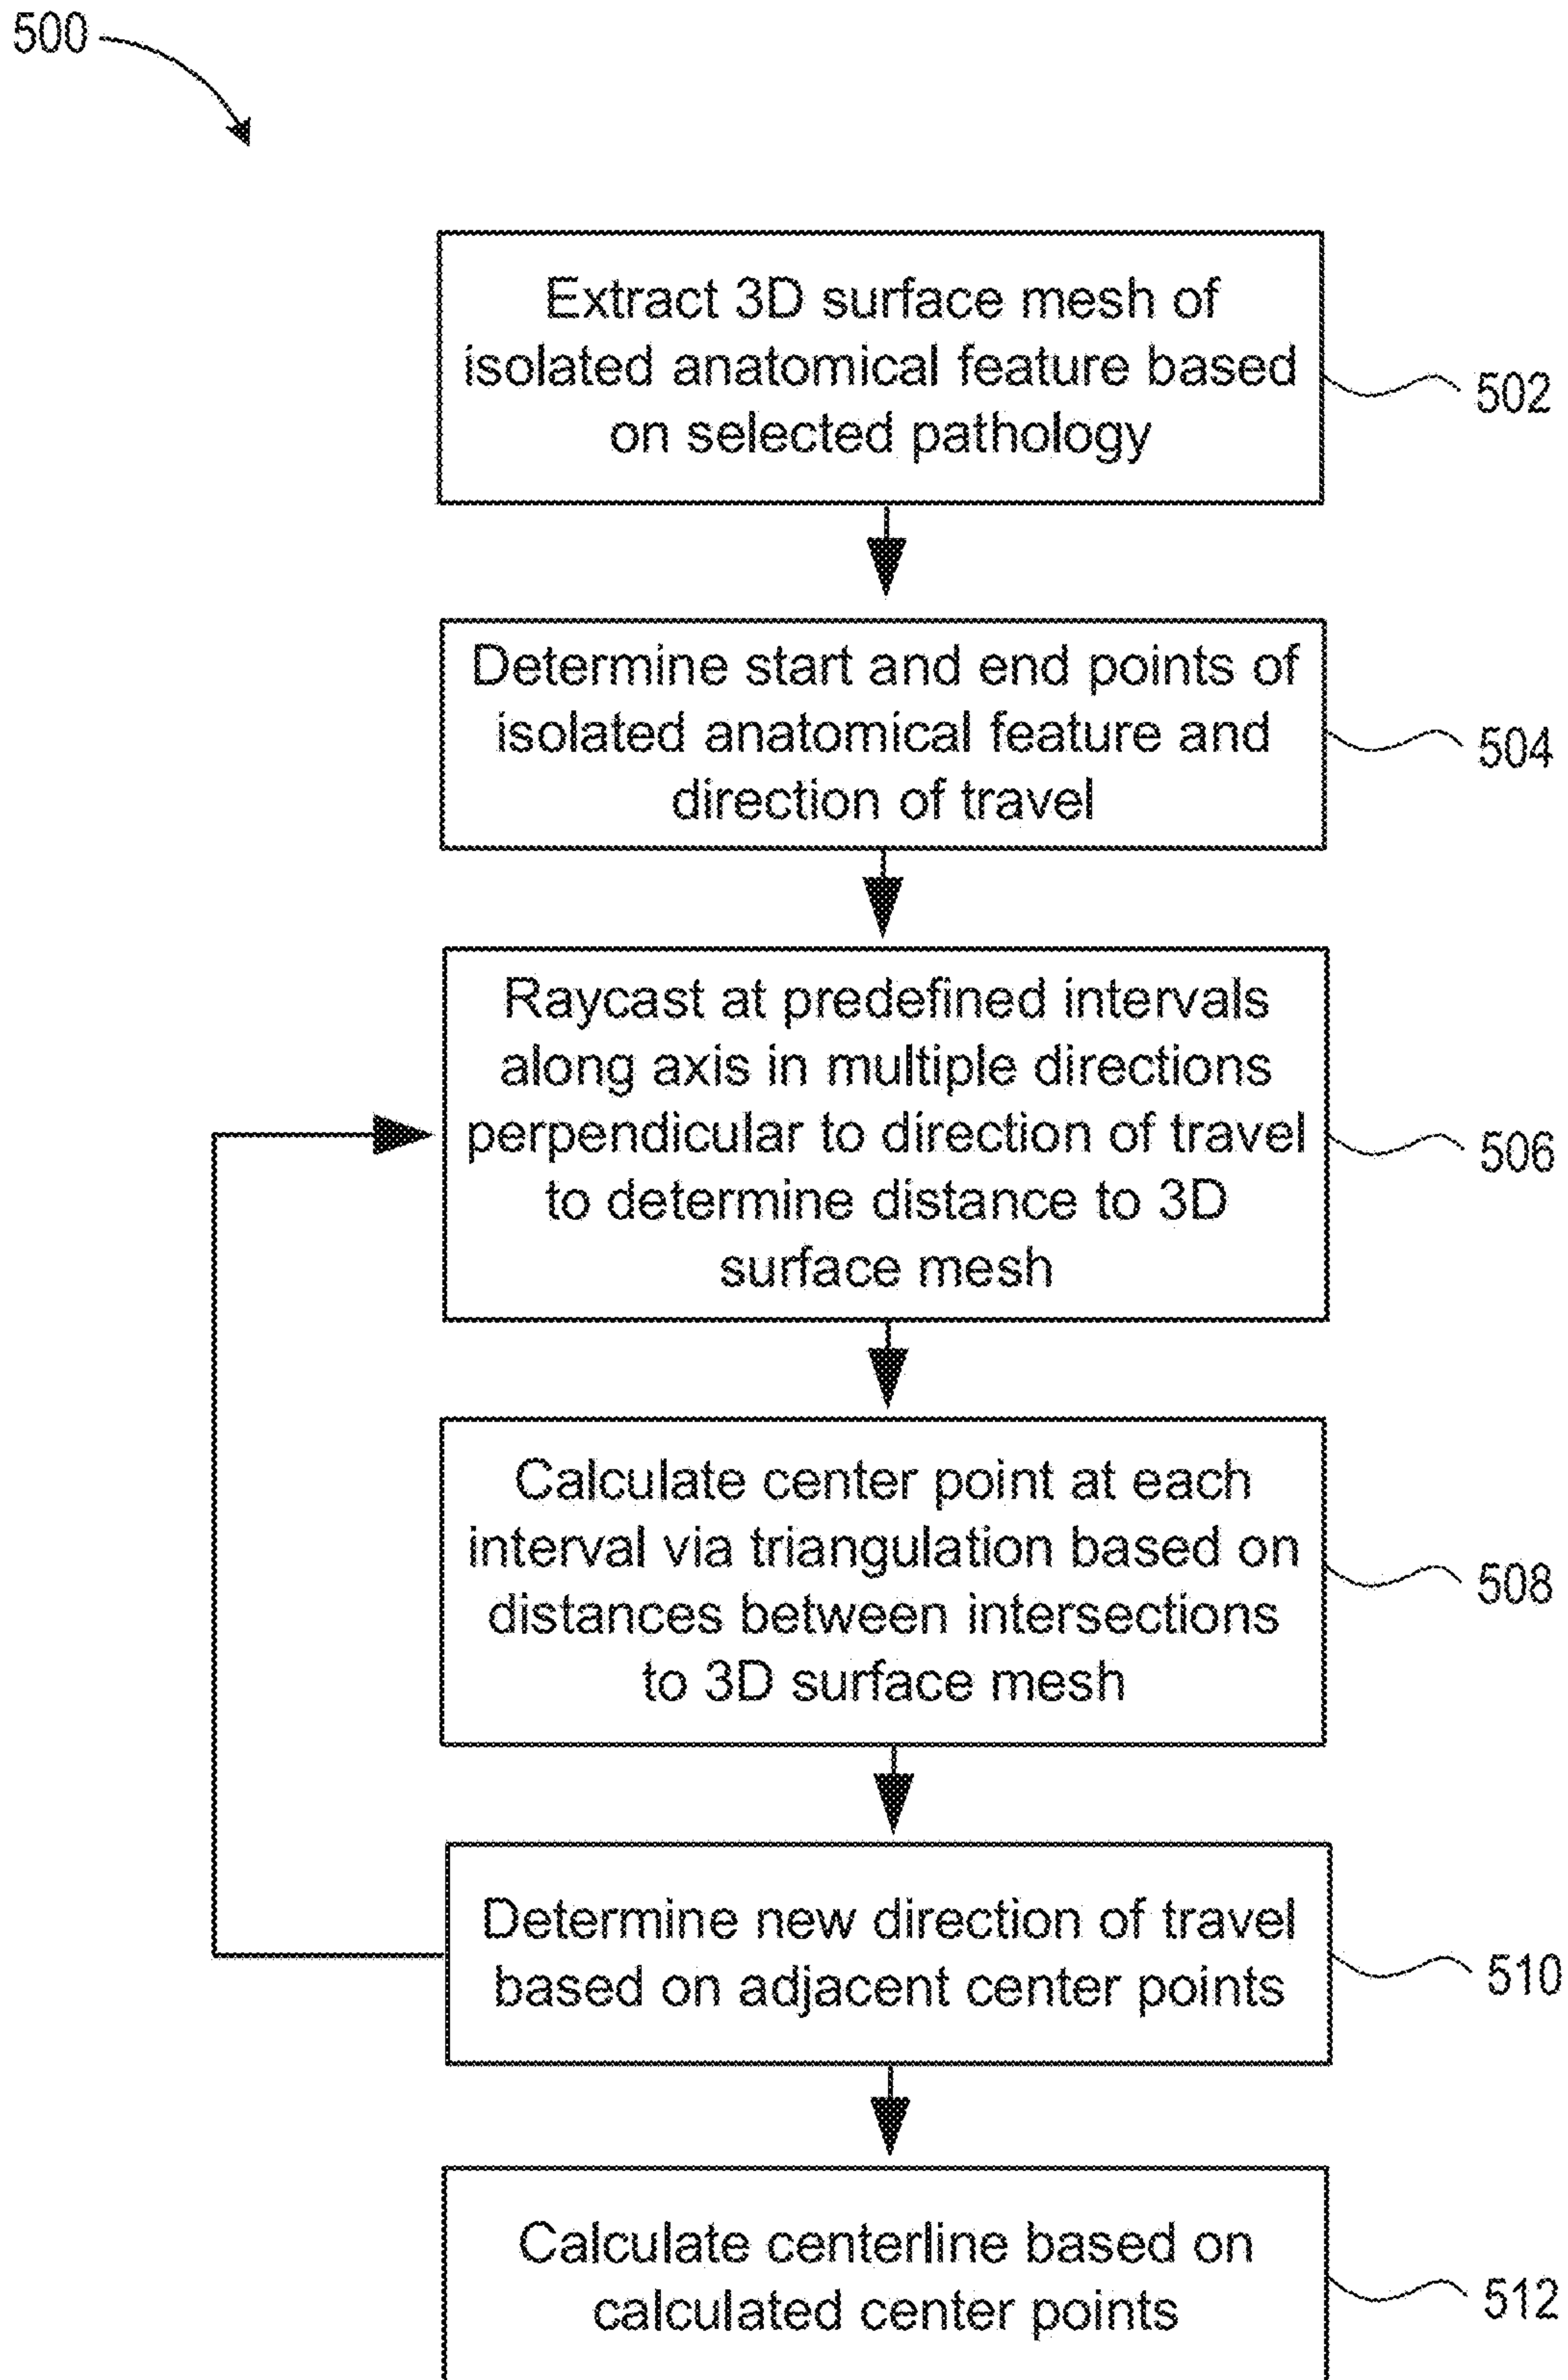 500
Extract 3D surface mesh of
isolated anatomical feature based
on selected pathology
502
Determine start and end points of
isolated anatomical feature and
direction of travel
504
Raycast at predefined intervals
along axis in multiple directions
perpendicular to direction of travel
to determine distance to 3D
surface mesh
506
Calculate center point at each
interval via triangulation based on
distances between intersections
to 3D surface mesh
508
Determine new direction of travel
based on adjacent center points
510
Calculate centerline based on
calculated center points
512